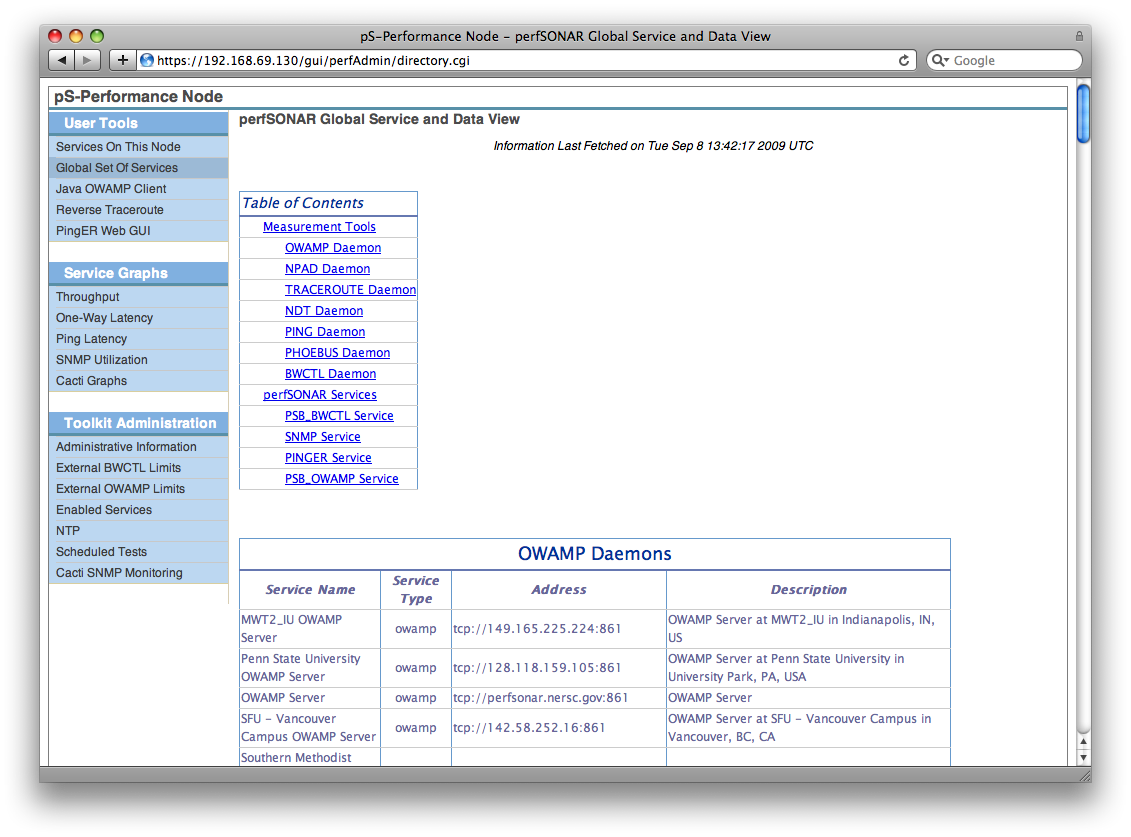 pS-Performance Node - perfSONAR Global Service and Data View
https://192.168.69.130/gui/perfAdmin/directory.cgi
Google
pS-Performance Node
User Tools
Services On This Node
Global Set Of Services
Java OWAMP Client
Reverse Traceroute
PingER Web GUI
Service Graphs
Throughput
One-Way Latency
Ping Latency
SNMP Utilization
Cacti Graphs
Toolkit Administration
Administrative Information
External BWCTL Limits
External OWAMP Limits
Enabled Services
NTP
Scheduled Tests
Cacti SNMP Monitoring
perfSONAR Global Service and Data View
Information Last Fetched on Tue Sep 8 13:42:17 2009 UTC
Table of Contents
Measurement Tools
OWAMP Daemon
NPAD Daemon
TRACEROUTE Daemon
NDT Daemon
PING Daemon
PHOEBUS Daemon
BWCTL Daemon
perfSONAR Services
PSB_BWCTL Service
SNMP Service
PINGER Service
PSB_OWAMP Service
OWAMP Daemons
Service Name
Service
Type
Address
Description
MWT2_IU OWAMP
Server
owamp
tcp://149.165.225.224:861
OWAMP Server at MWT2_IU in Indianapolis, IN,
US
Penn State University
OWAMP Server
owamp
tcp://128.118.159.105:861
OWAMP Server at Penn State University in
University Park, PA, USA
OWAMP Server
owamp
tcp://perfsonar.nersc.gov:861
OWAMP Server
SFU - Vancouver
Campus OWAMP Server
owamp
tcp://142.58.252.16:861
OWAMP Server at SFU - Vancouver Campus in
Vancouver, BC, CA
Southern Methodist